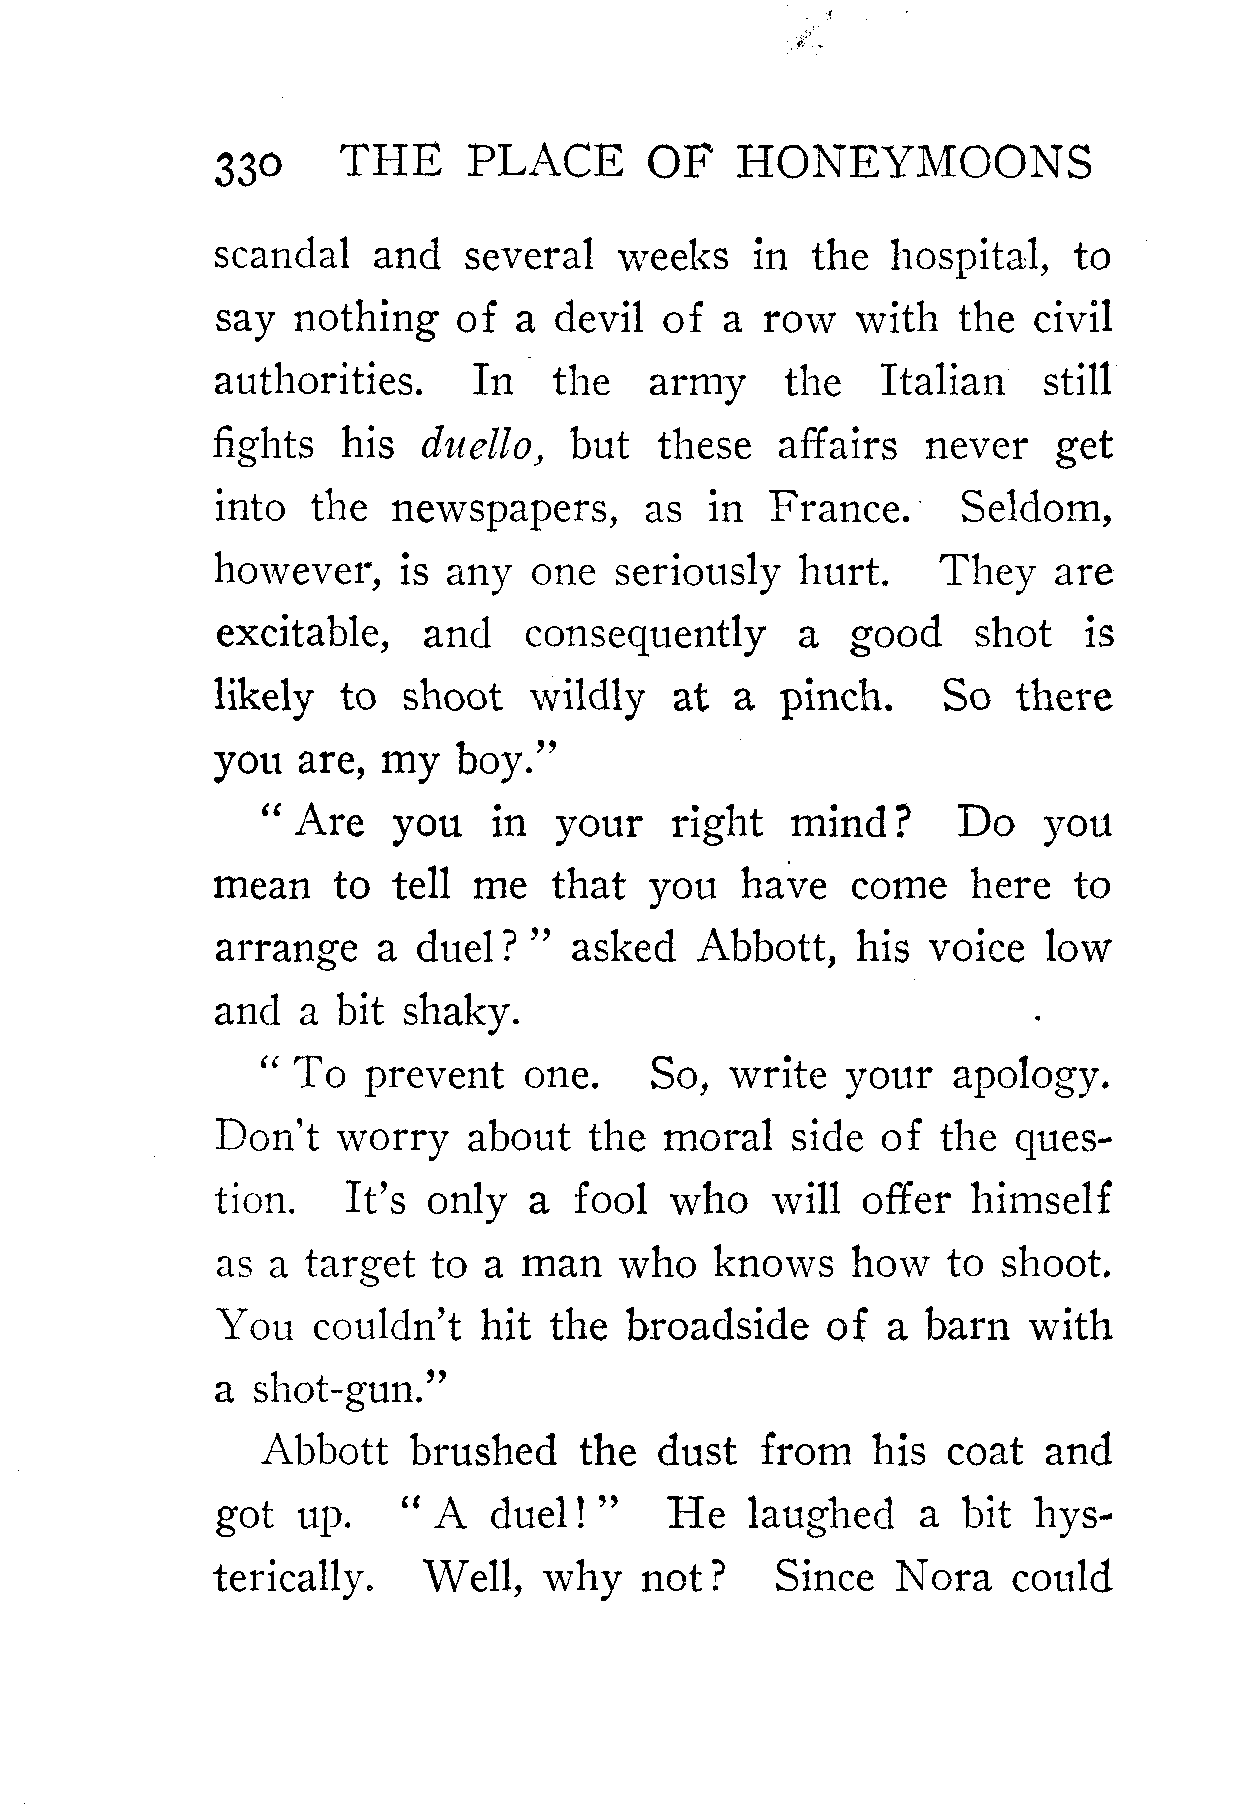 330 THE PLACE OF HONEYMOONS
scandal and several weeks in the hospital, to
say nothing of a devil of a row with the civil
authorities. In the army the Italian still
fights his duello, but these affairs never get
into the newspapers, as in France. Seldom,
however, is any one seriously hurt. They are
excitable, and consequently a good shot is
likely to shoot wildly at a pinch. So there
you are, my boy.”
“ Are you in your right mind? Do you
mean to tell me that you have come here to
arrange a duel? ” asked Abbott, his voice low
and a bit shaky.
“ To prevent one. So, write your apology.
Don't worry about the moral side of the ques-
tion. It’s only a fool who will offer himself
as a target to a man who knows how to shoot.
You couldn’t hit the broadside of a barn with
a shot-gun.”
Abbott brushed the dust from his coat and
got up. “ A duel! ” He laughed a bit hys-
terically. Well, why not? Since Nora could